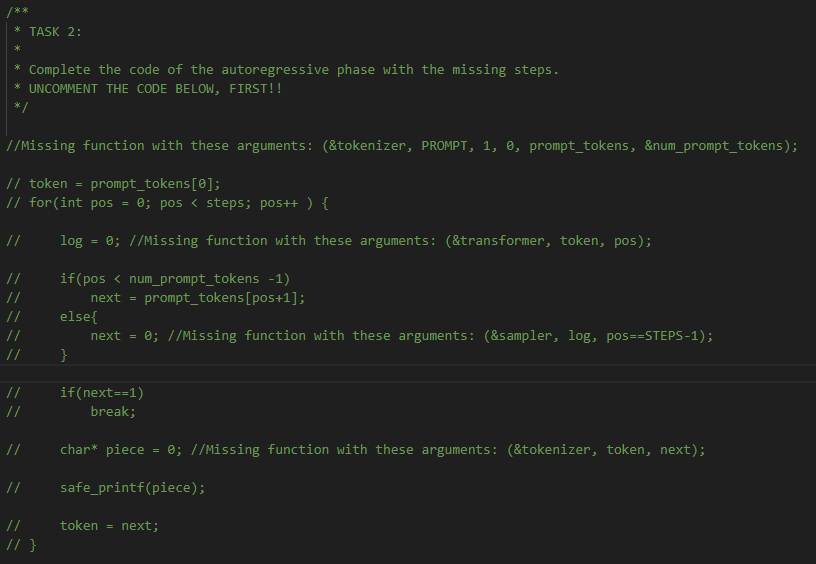 /**
 * TASK 2:
 *
 * Complete the code of the autoregressive phase with the missing steps.
 * UNCOMMENT THE CODE BELOW, FIRST!!
 */
//Missing function with these arguments: (&tokenizer, PROMPT, 1, 0, prompt_tokens, &num_prompt_tokens);
// token = prompt_tokens[0];
// for(int pos = 0; pos < steps; pos++ ) {
//     log = 0; //Missing function with these arguments: (&transformer, token, pos);
//     if(pos < num_prompt_tokens -1)
//         next = prompt_tokens[pos+1];
//     else{
//         next = 0; //Missing function with these arguments: (&sampler, log, pos==STEPS-1);
//     }
//     if(next==1)
//         break;
//     char* piece = 0; //Missing function with these arguments: (&tokenizer, token, next);
//     safe_printf(piece);
//     token = next;
// }